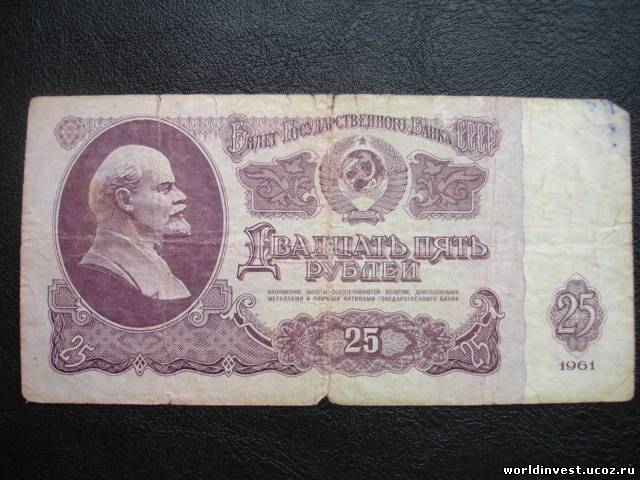 Билет Государственного Банка СССР
Двадцать пять
рублей
БАНКОВСКИЕ БИЛЕТЫ ОБЕСПЕЧИВАЮТСЯ ЗОЛОТОМ, ДРАГОЦЕННЫМИ
МЕТАЛЛАМИ И ПРОЧИМИ АКТИВАМИ ГОСУДАРСТВЕННОГО БАНКА
25
25
25
25
1961
worldinvest.ucoz.ru